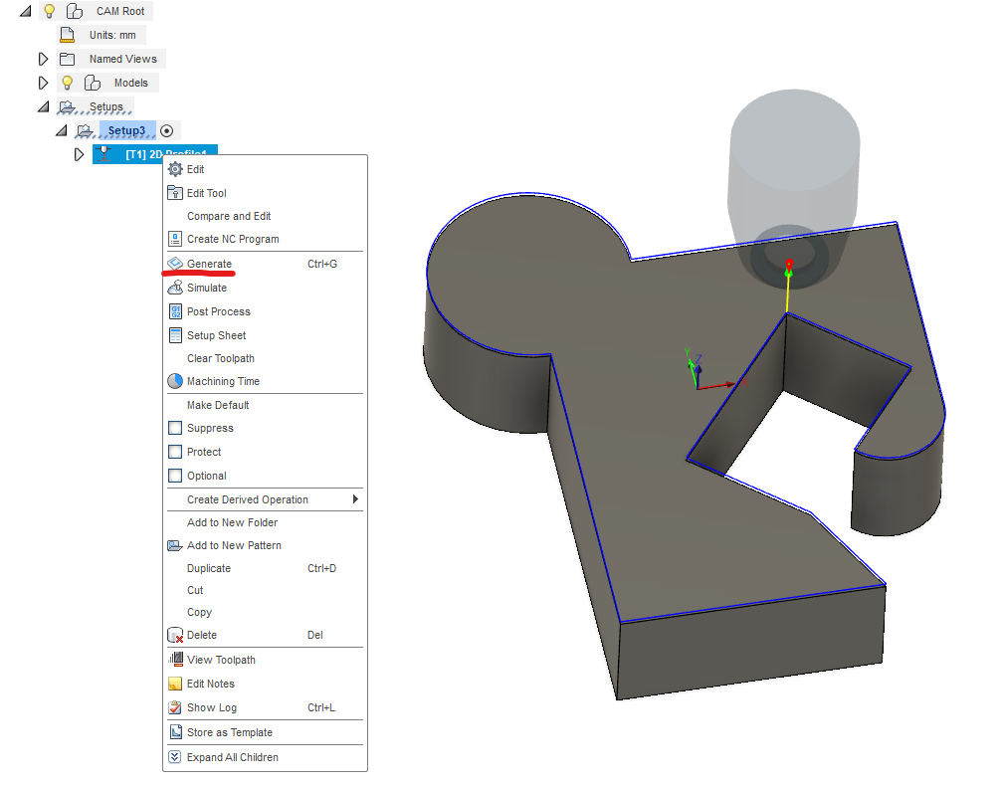 CAM Root
Units: mm
Named Views
Models
Setups
Setup3
[T1] 2D Profile1
Edit
Edit Tool
Compare and Edit
Create NC Program
Generate Ctrl+G
Simulate
G1
G2
Post Process
Setup Sheet
Clear Toolpath
Machining Time
Make Default
Suppress
Protect
Optional
Create Derived Operation
Add to New Folder
Add to New Pattern
Duplicate Ctrl+D
Cut
Copy
Delete Del
View Toolpath
Edit Notes
Show Log Ctrl+L
Store as Template
Expand All Children
Y
Z
X